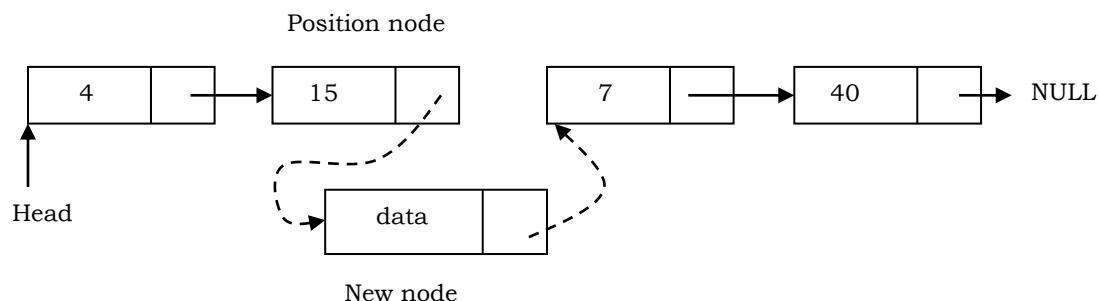 Position node
4 15 7 40 NULL
Head
data
New node